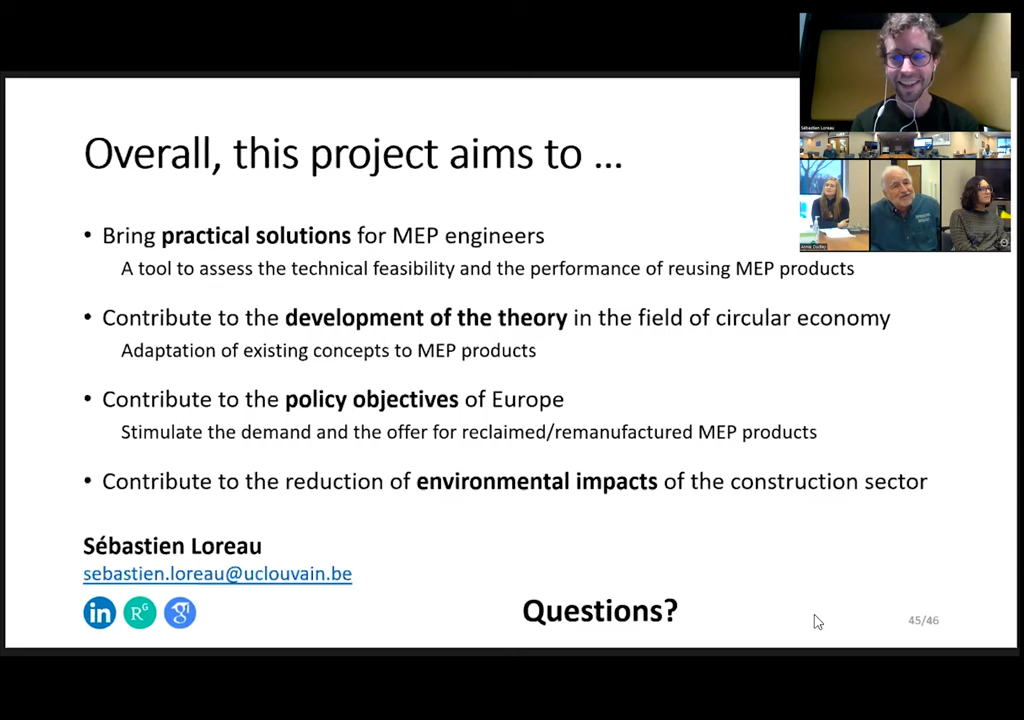 Sébastien Loreau
Overall, this project aims to ...
• Bring practical solutions for MEP engineers
A tool to assess the technical feasibility and the performance of reusing MEP products
• Contribute to the development of the theory in the field of circular economy
Adaptation of existing concepts to MEP products
• Contribute to the policy objectives of Europe
Stimulate the demand and the offer for reclaimed/remanufactured MEP products
• Contribute to the reduction of environmental impacts of the construction sector
Sébastien Loreau
sebastien.loreau@uclouvain.be
in RG g
Questions?
45/46